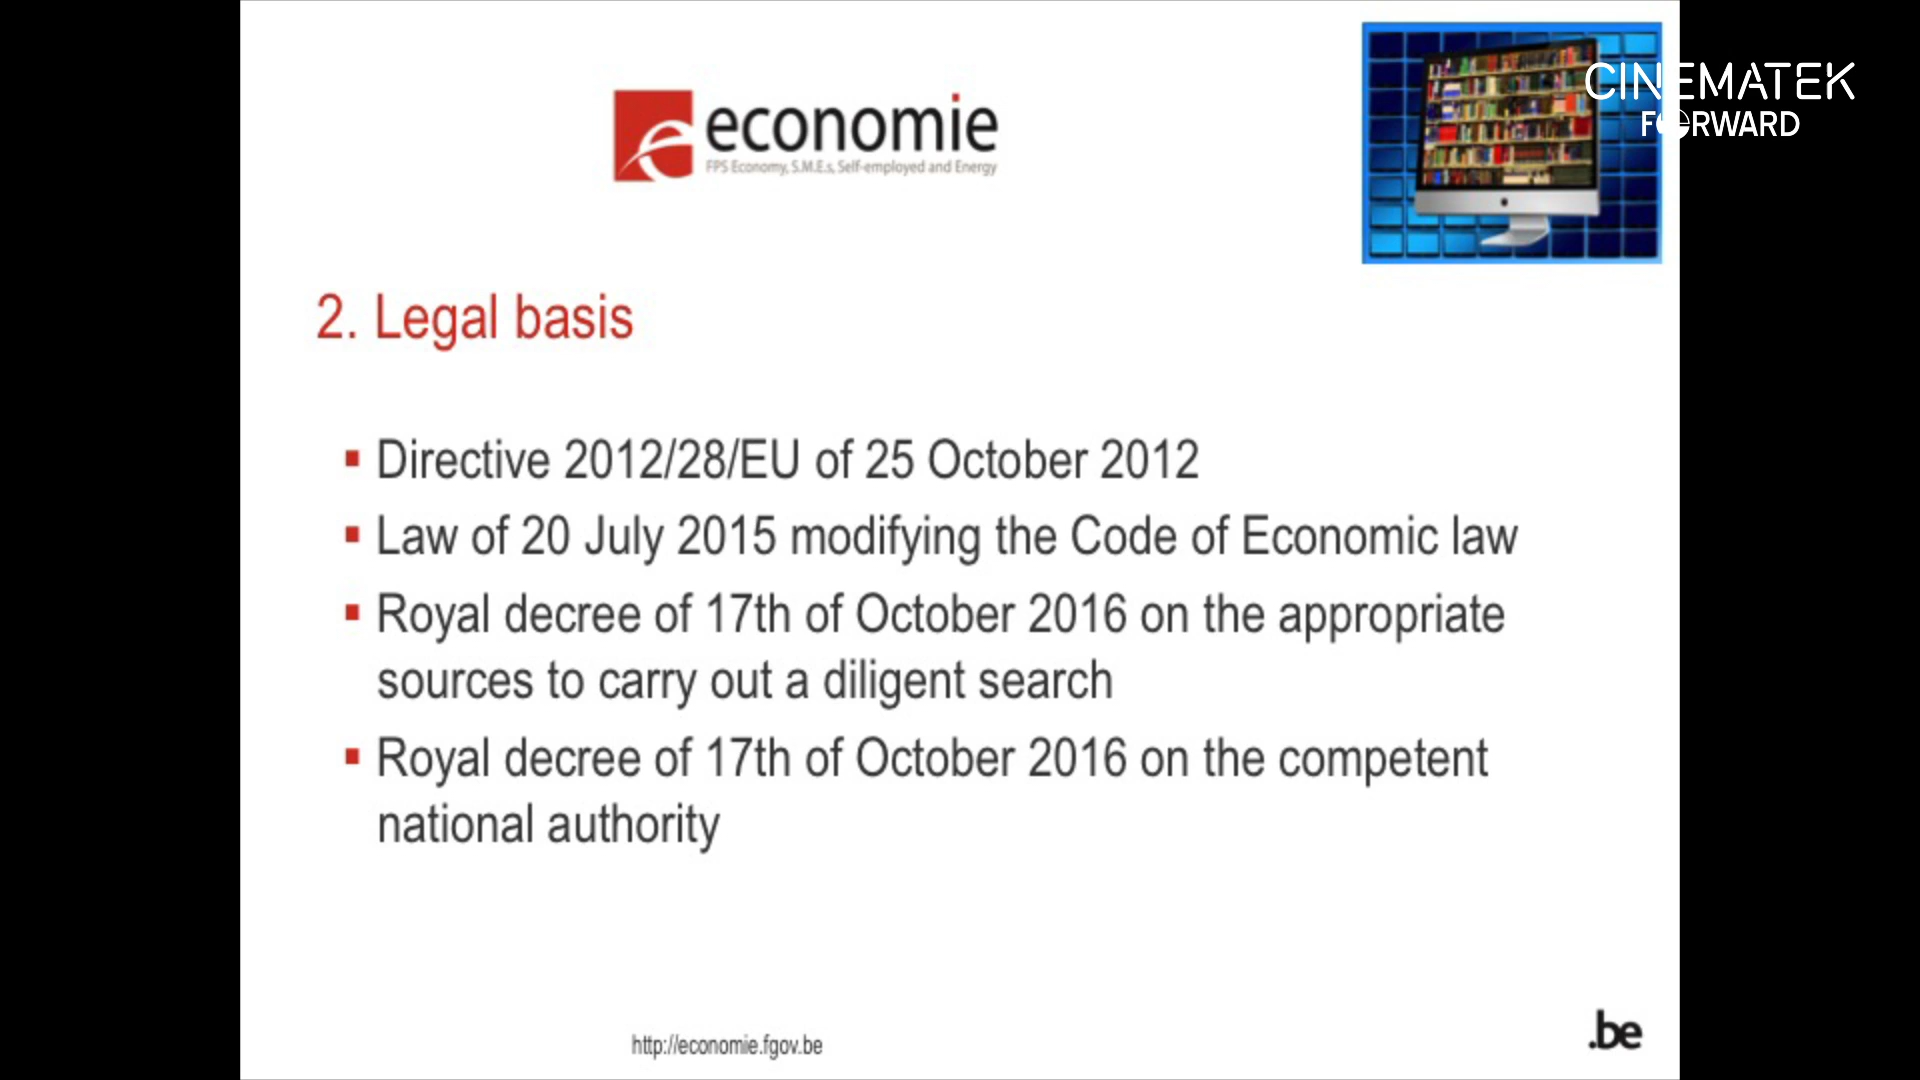 economie
FPS Economy, S.M.E.s, Self-employed and Energy
CINEMATEK
FORWARD
2. Legal basis
Directive 2012/28/EU of 25 October 2012
Law of 20 July 2015 modifying the Code of Economic law
Royal decree of 17th of October 2016 on the appropriate
sources to carry out a diligent search
Royal decree of 17th of October 2016 on the competent
national authority
http://economie.fgov.be
.be